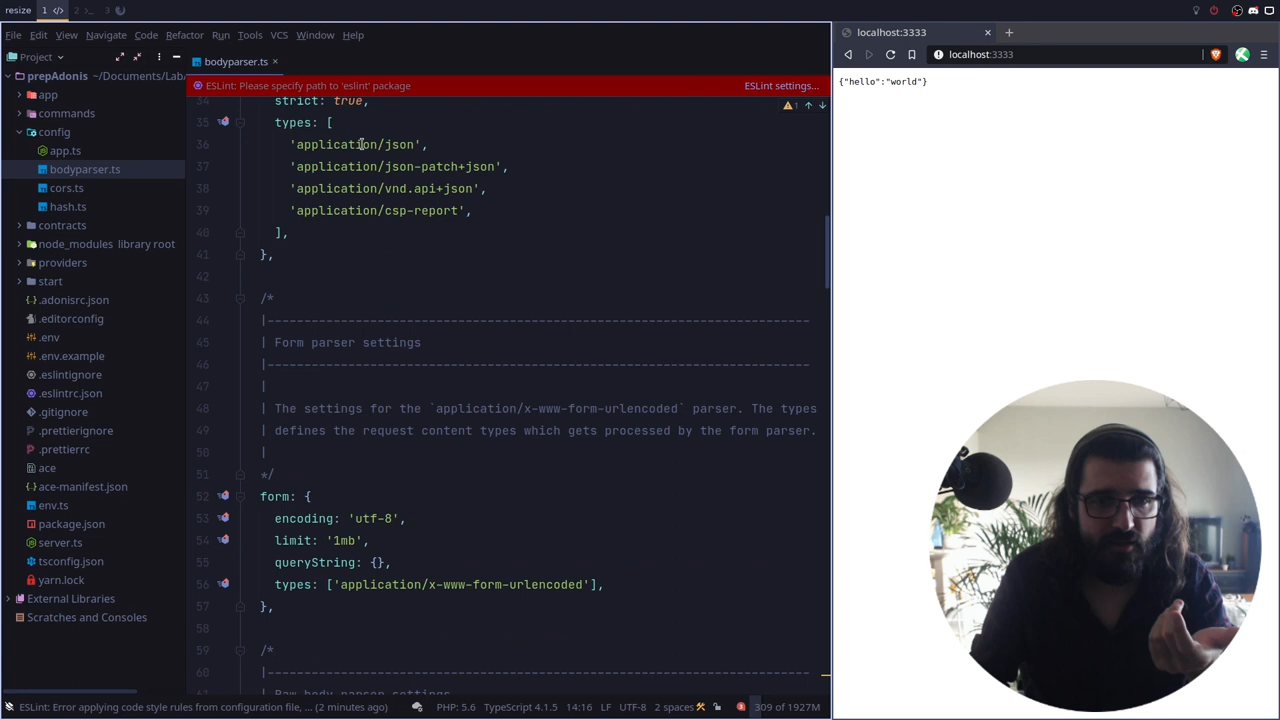 resize 1 2 3
File Edit View Navigate Code Refactor Run Tools VCS Window Help
localhost:3333
localhost:3333
{"hello":"world"}
Project
bodyparser.ts
prepAdonis ~/Documents/Lab/
ESLint: Please specify path to 'eslint' package
ESLint settings...
app
commands
config
app.ts
bodyparser.ts
cors.ts
hash.ts
contracts
node_modules library root
providers
start
.adonisrc.json
.editorconfig
.env
.env.example
.eslintignore
.eslintrc.json
.gitignore
.prettierignore
.prettierrc
ace
ace-manifest.json
env.ts
package.json
server.ts
tsconfig.json
yarn.lock
External Libraries
Scratches and Consoles
1
34 strict: true,
35 types: [
36 'application/json',
37 'application/json-patch+json',
38 'application/vnd.api+json',
39 'application/csp-report',
40 ],
41 },
42
43 /*
44 |--------------------------------------------------------------------------
45 | Form parser settings
46 |--------------------------------------------------------------------------
47 |
48 | The settings for the `application/x-www-form-urlencoded` parser. The types
49 | defines the request content types which gets processed by the form parser.
50 |
51 */
52 form: {
53 encoding: 'utf-8',
54 limit: '1mb',
55 queryString: {},
56 types: ['application/x-www-form-urlencoded'],
57 },
58
59 /*
60 |--------------------------------------------------------------------------
61 | Raw body parser settings
ESLint: Error applying code style rules from configuration file, ... (2 minutes ago) PHP: 5.6 TypeScript 4.1.5 14:16 LF UTF-8 2 spaces 309 of 1927M